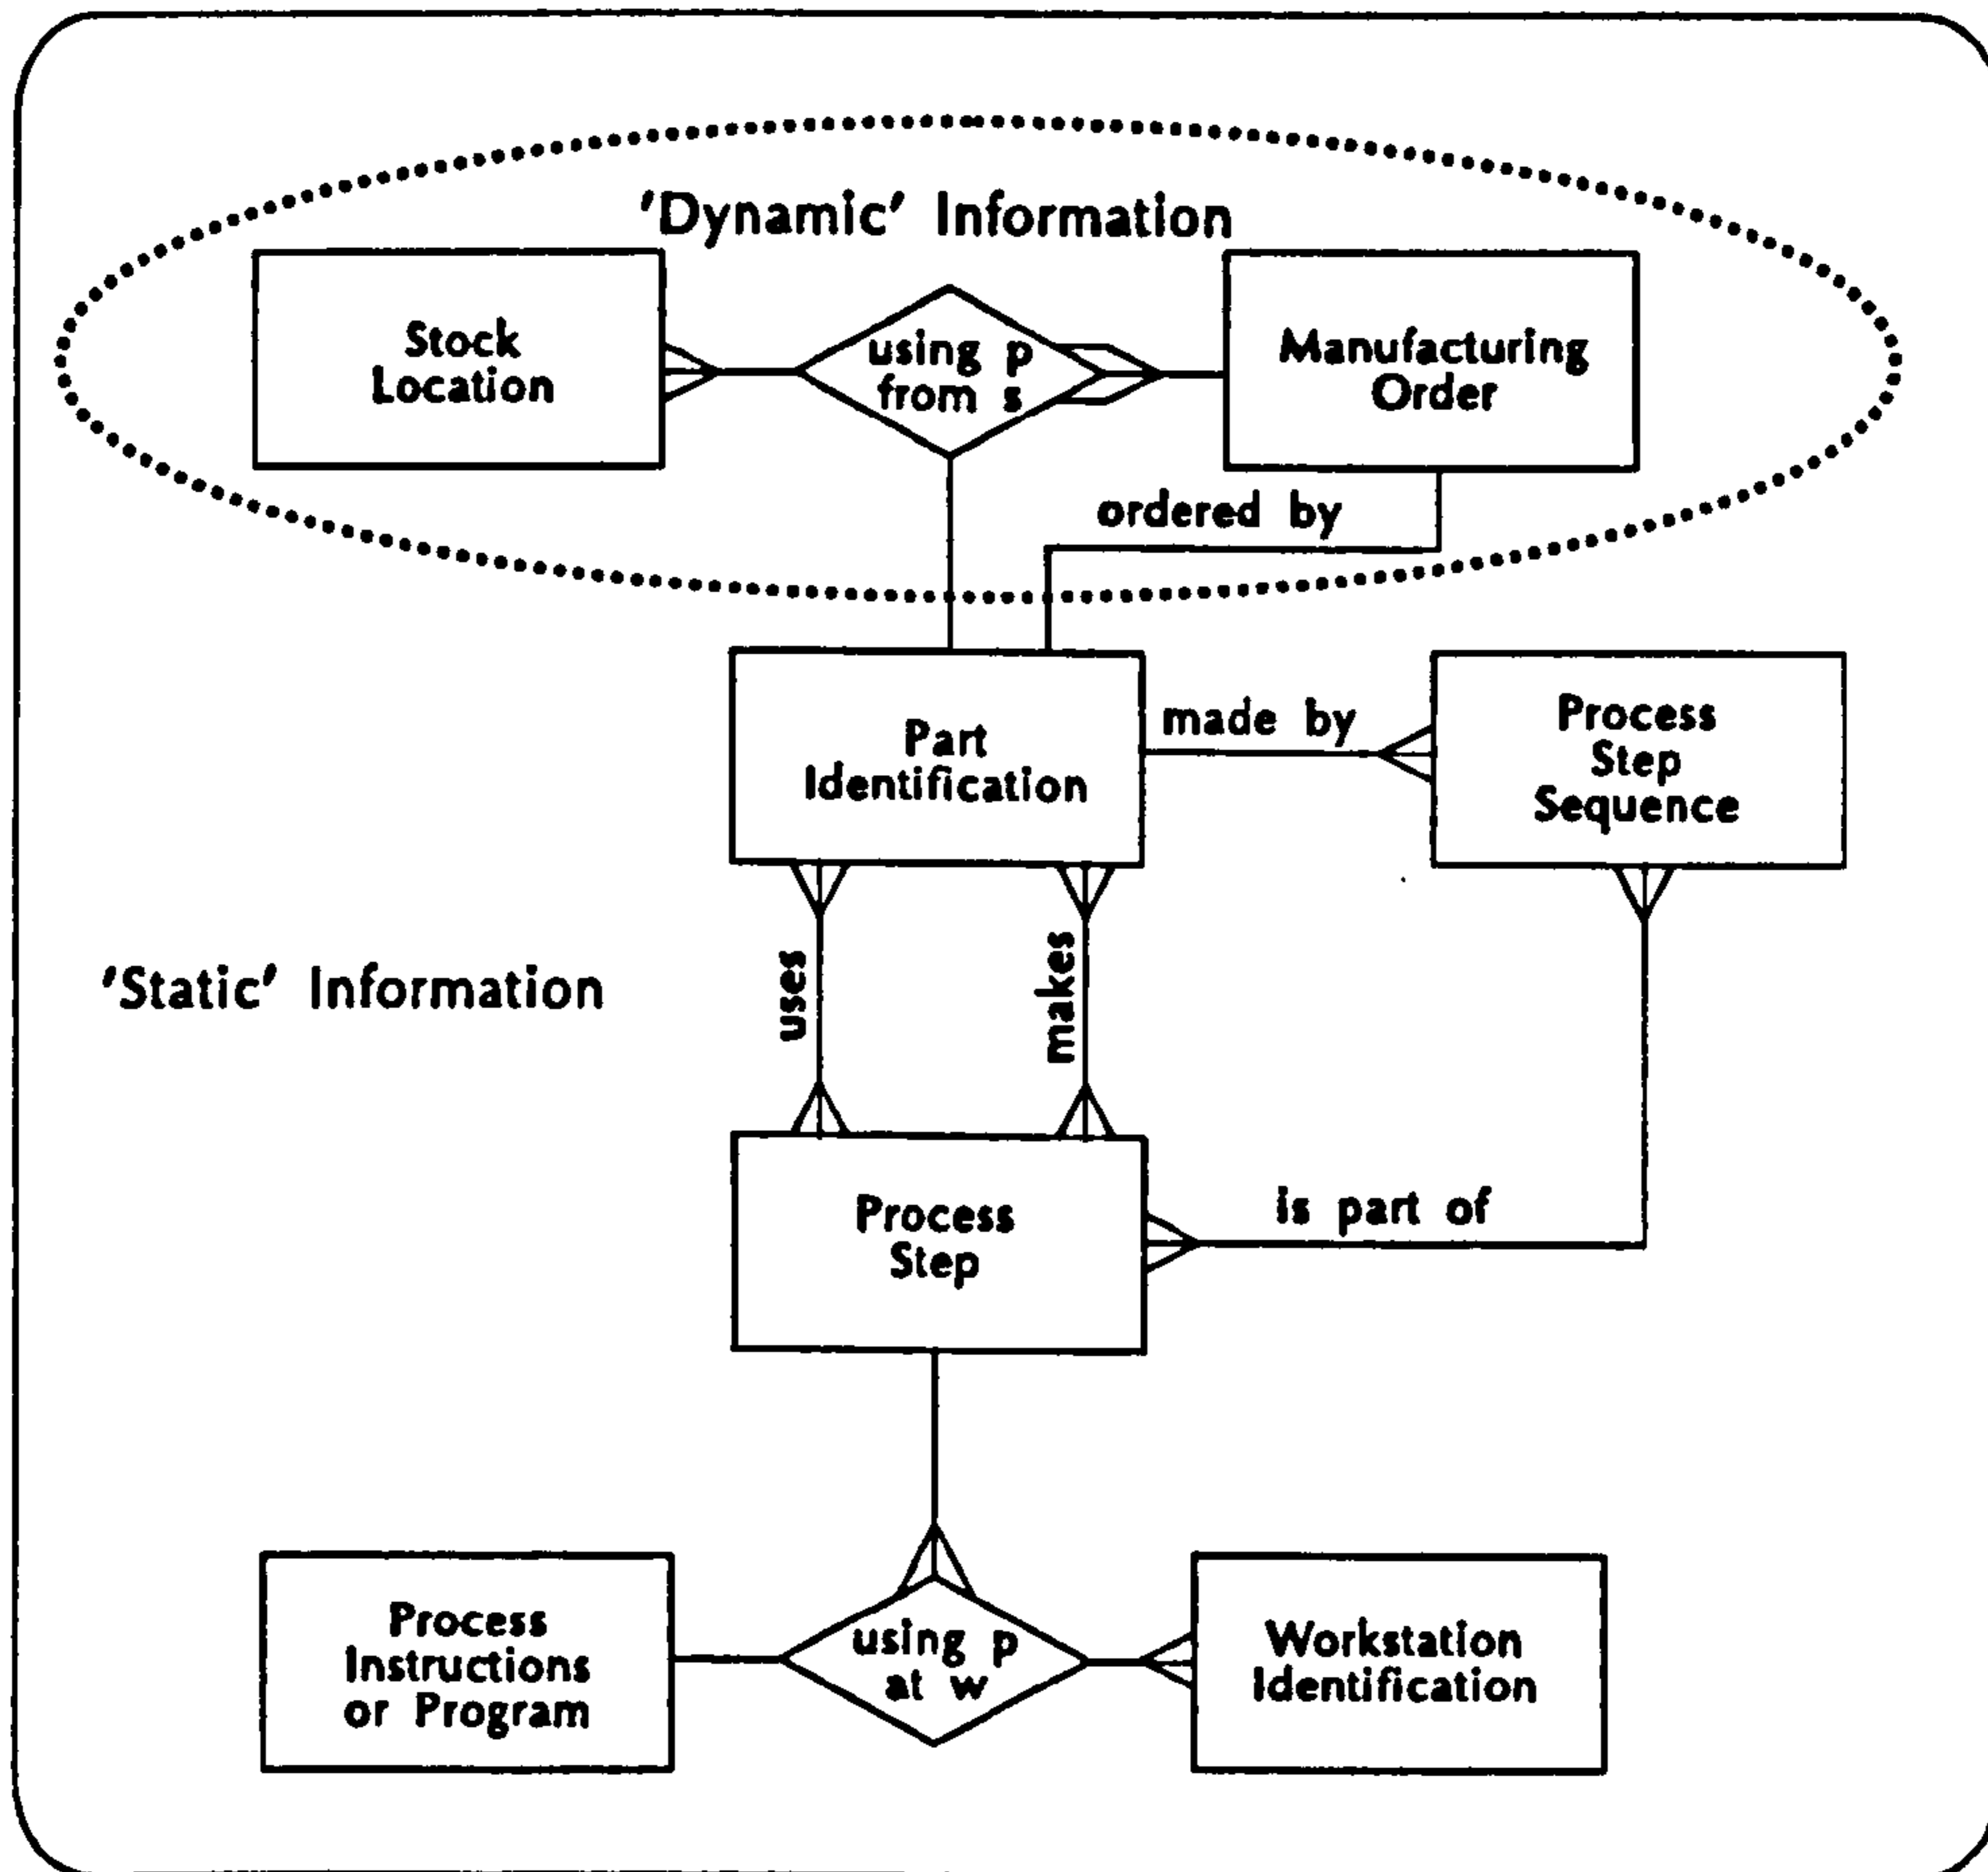 'Dynamic' Information
Stock
Location
using p
from s
Manufacturing
Order
ordered by
Part
Identification
made by
Process
Step
Sequence
'Static' Information
uses
makes
Process
Step
is part of
Process
Instructions
or Program
using p
at w
Workstation
Identification